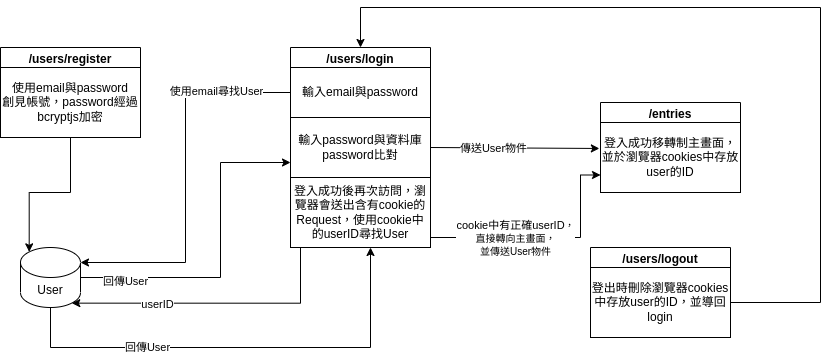 /users/register
使用email與password
創見帳號，password經過
bcryptjs加密
/users/login
輸入email與password
輸入password與資料庫
password比對
登入成功後再次訪問，瀏
覽器會送出含有cookie的
Request，使用cookie中
的userID尋找User
使用email尋找User
傳送User物件
/entries
登入成功移轉制主畫面，
並於瀏覽器cookies中存放
user的ID
cookie中有正確userID，
直接轉向主畫面，
並傳送User物件
/users/logout
登出時刪除瀏覽器cookies
中存放user的ID，並導回
login
User
回傳User
userID
回傳User